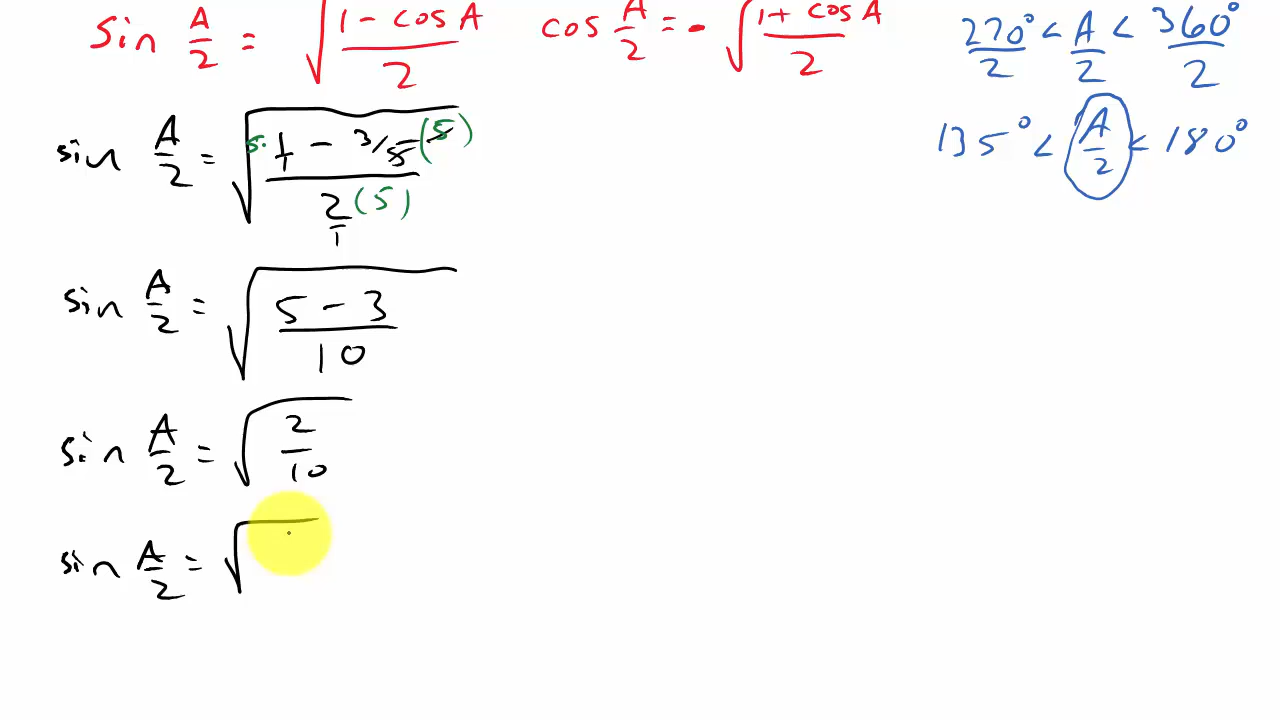 sin A/2 = √((1 - cos A)/2)
cos A/2 = - √((1 + cos A)/2)
270°/2 < A/2 < 360°/2
135° < A/2 < 180°
sin A/2 = √((5· 1/1 - 3/5 (5))/(2/1 (5)))
sin A/2 = √((5 - 3)/10)
sin A/2 = √(2/10)
sin A/2 = √